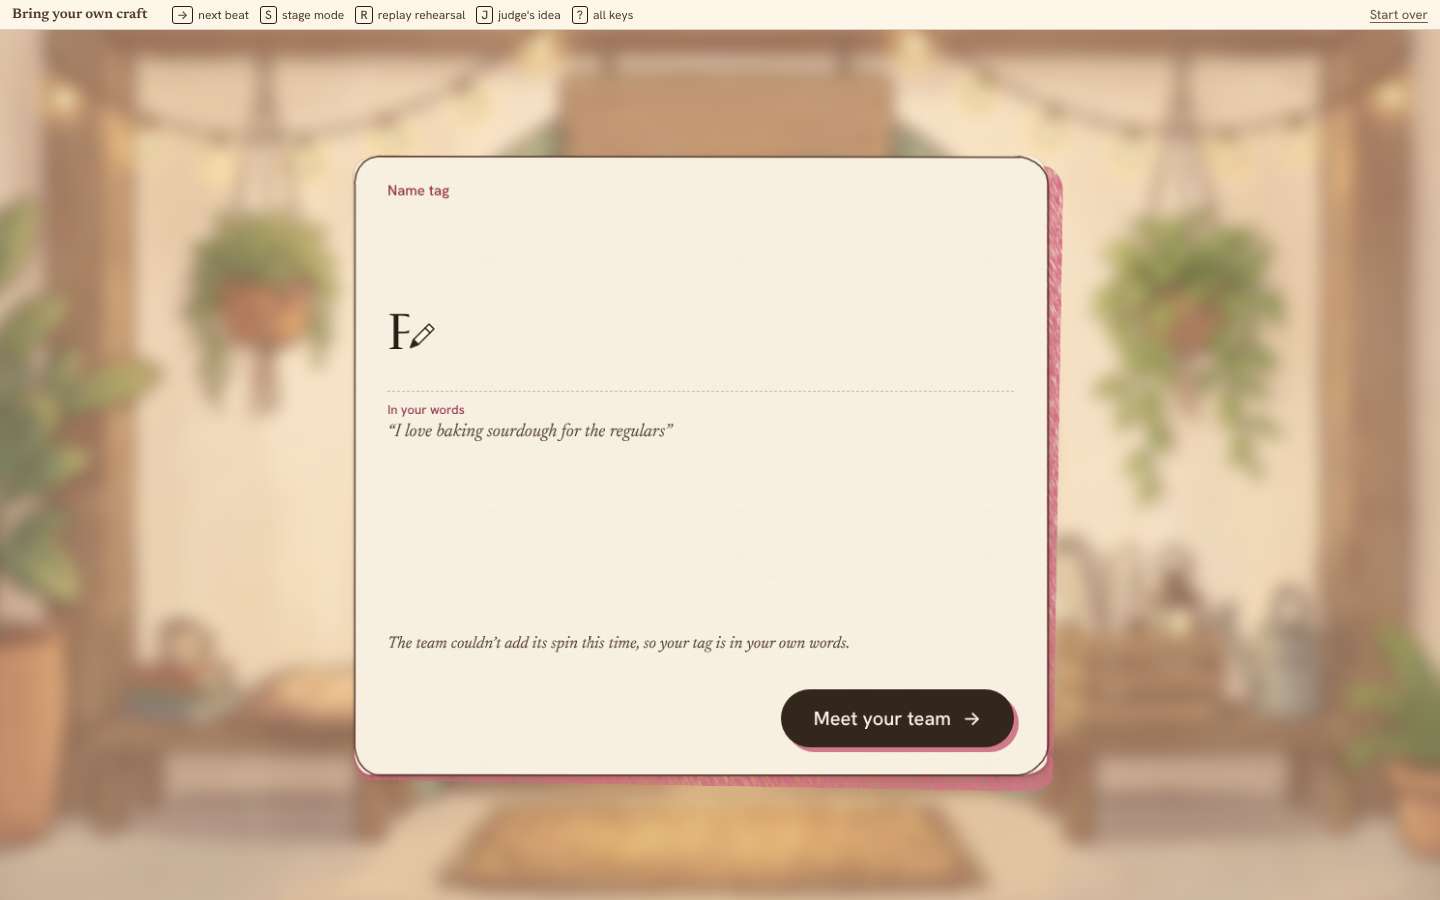 Bring your own craft
→ next beat S stage mode R replay rehearsal J judge's idea ? all keys
Start over
Name tag
F
In your words
“I love baking sourdough for the regulars”
The team couldn’t add its spin this time, so your tag is in your own words.
Meet your team →